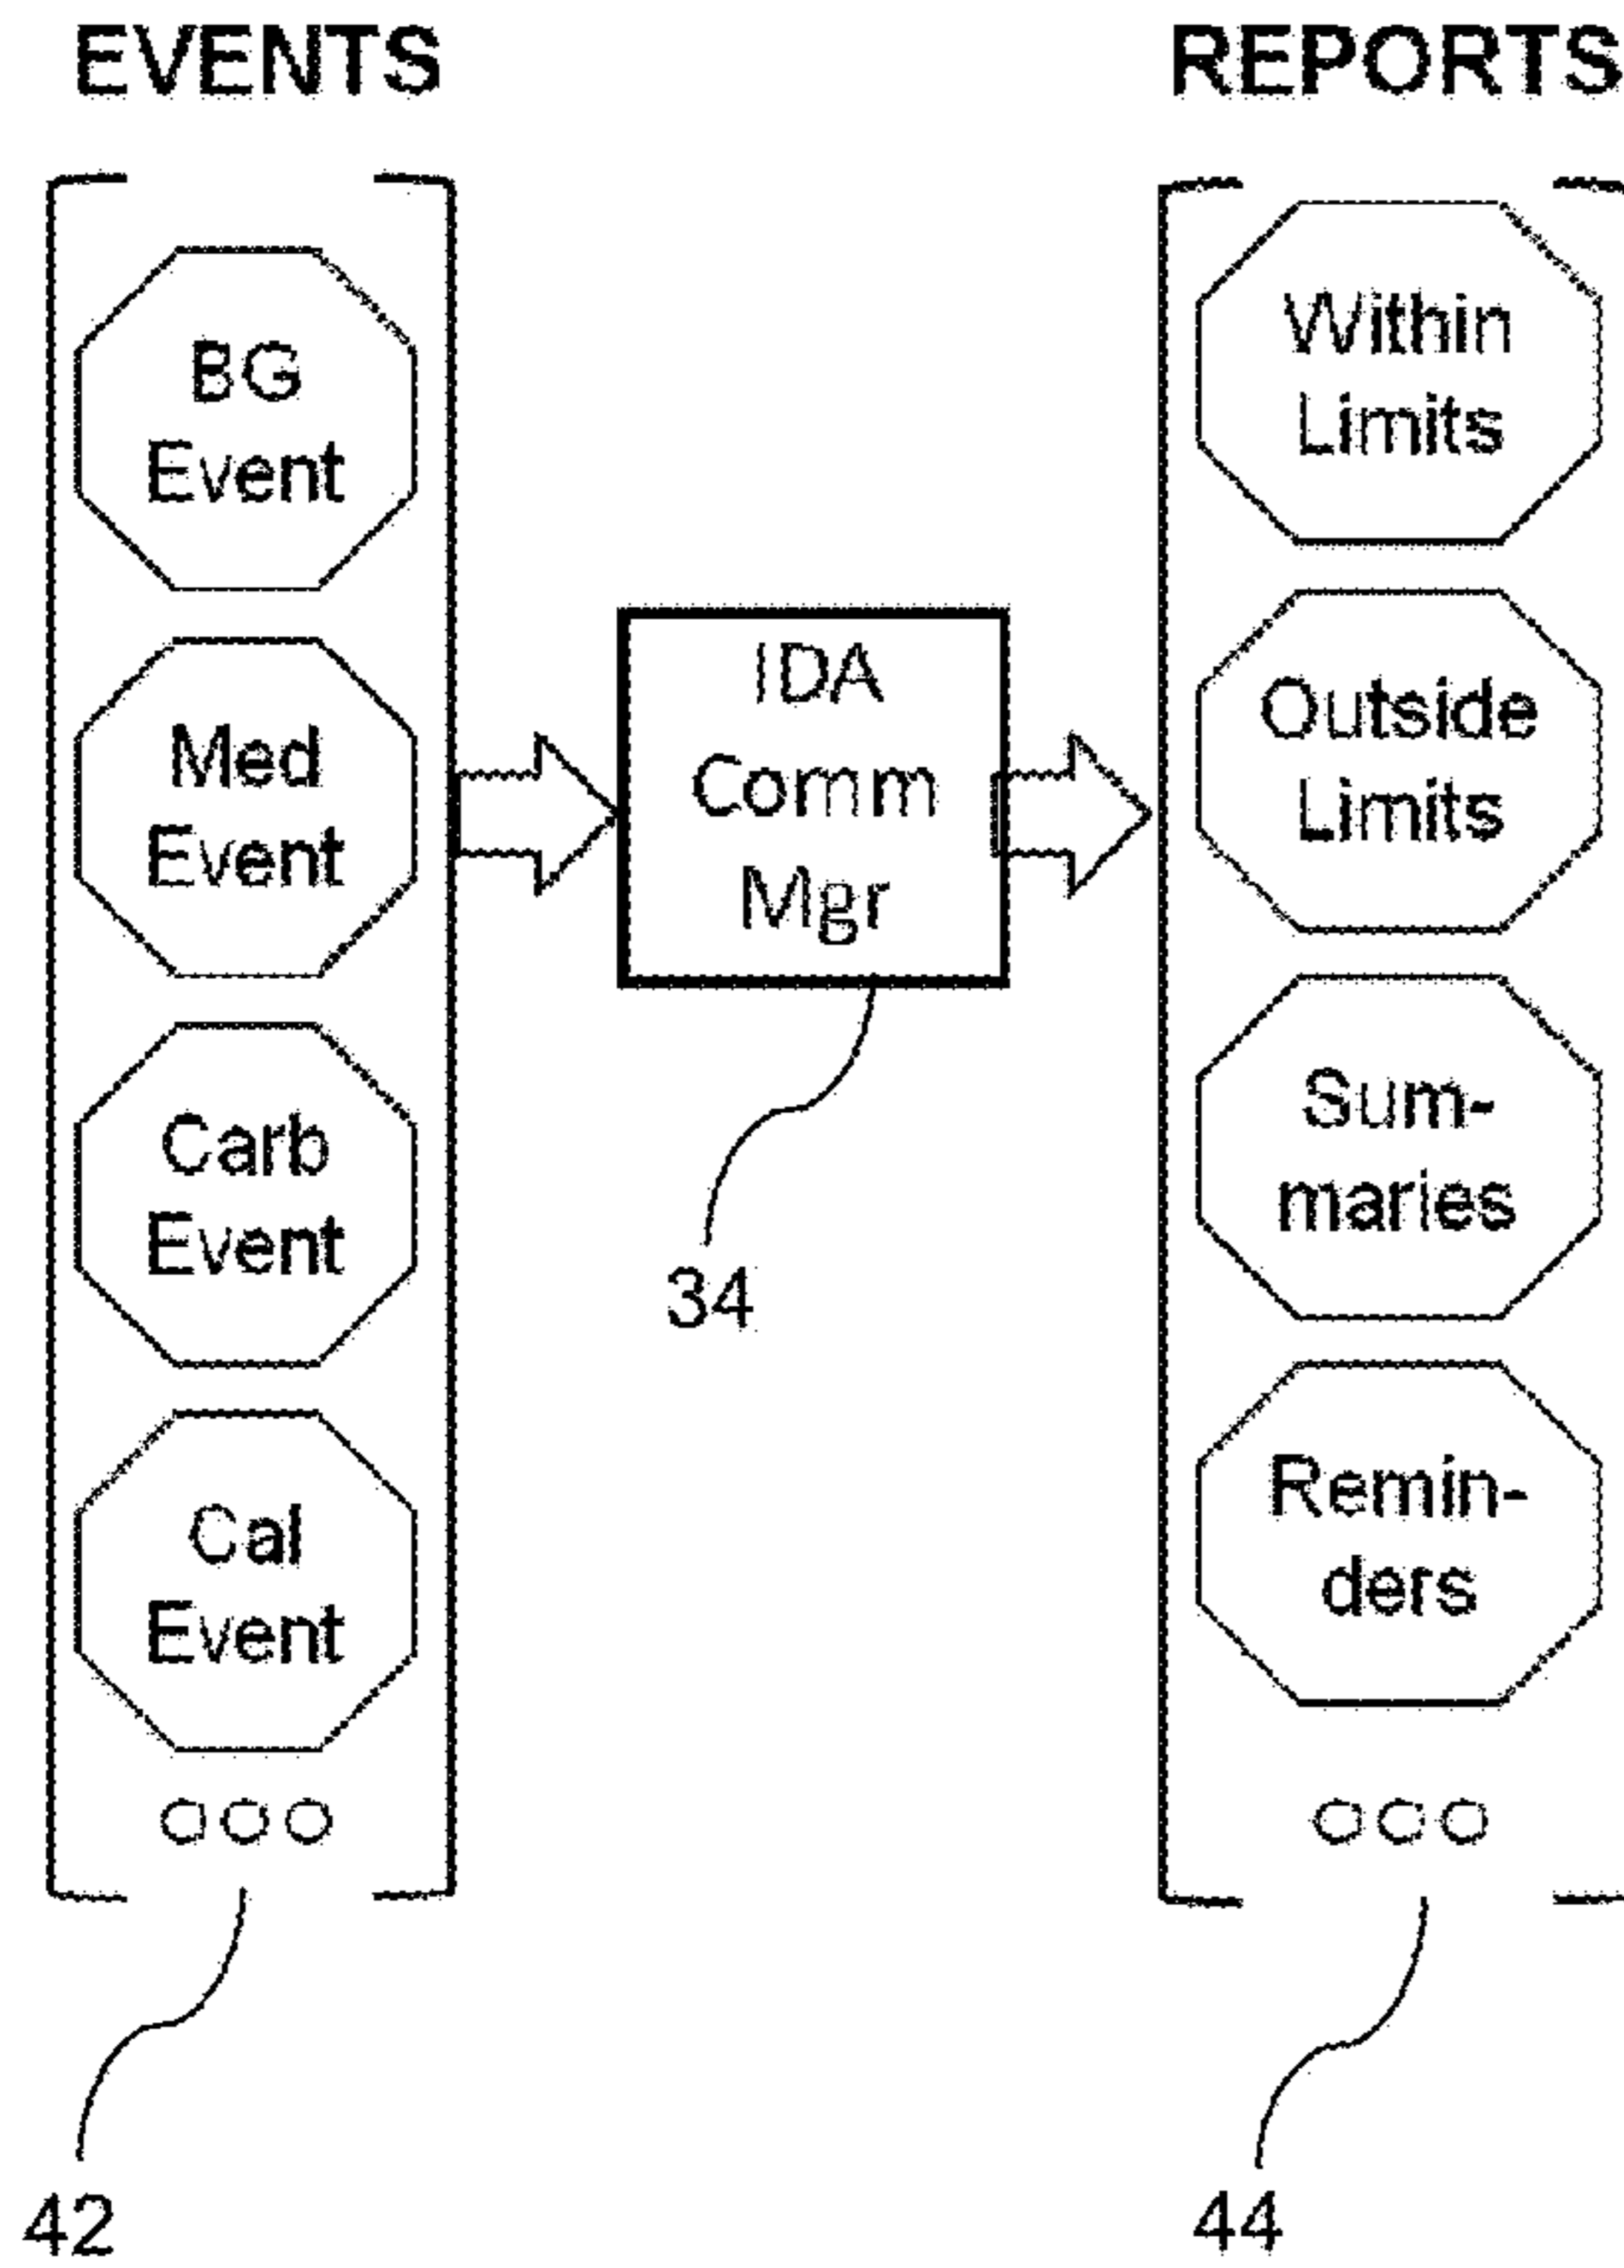 EVENTS
REPORTS
BG
Event
Med
Event
Carb
Event
Cal
Event
42
IDA
Comm
Mgr
34
Within
Limits
Outside
Limits
Sum-
maries
Remin-
ders
44